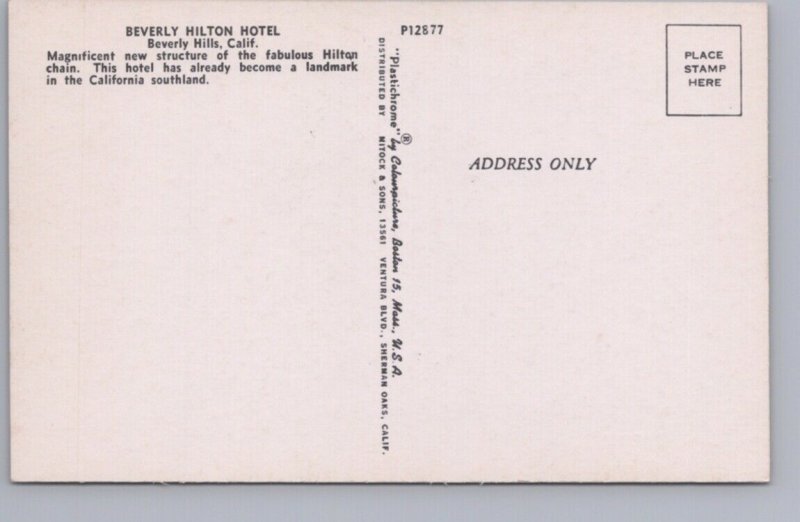 BEVERLY HILTON HOTEL
Beverly Hills, Calif.
Magnificent new structure of the fabulous Hilton
chain. This hotel has already become a landmark
in the California southland.
P12877
"Plastichrome"® by Colourpicture, Boston 15, Mass., U.S.A.
DISTRIBUTED BY MITOCK & SONS, 13561 VENTURA BLVD., SHERMAN OAKS, CALIF.
PLACE
STAMP
HERE
ADDRESS ONLY